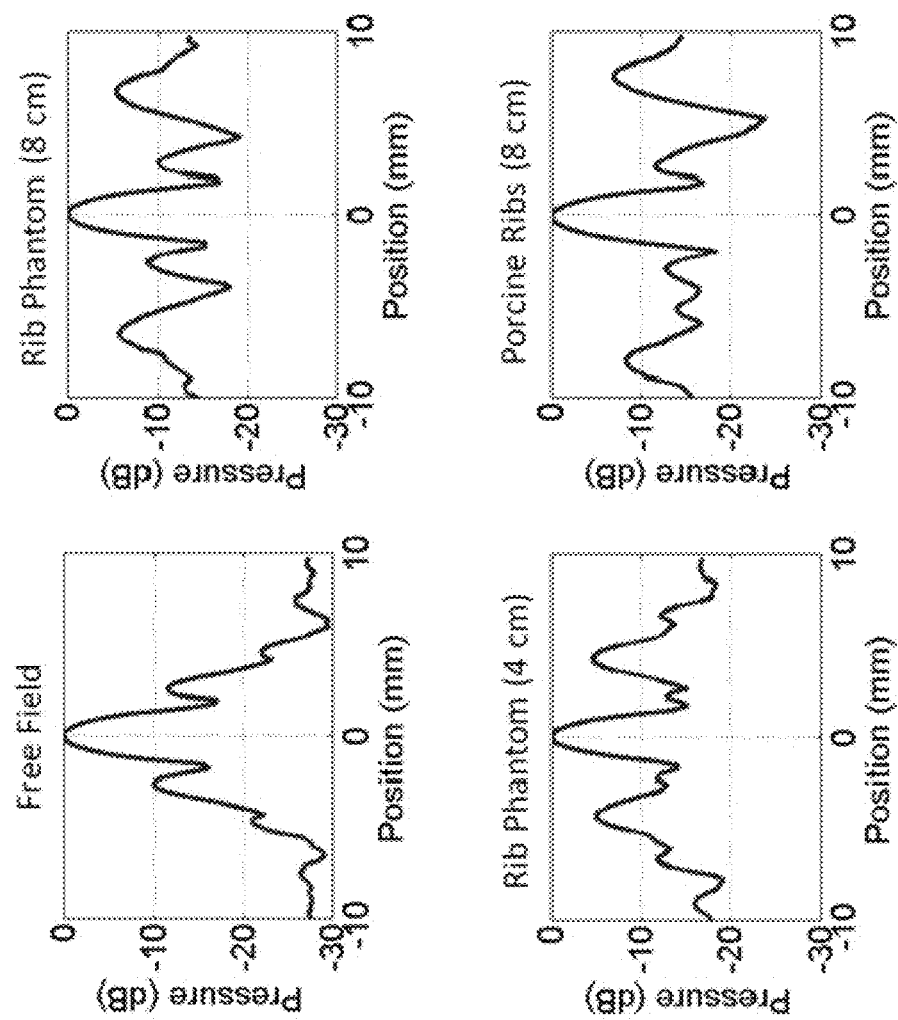 Free Field
Pressure (dB)
0
-10
-20
-30
-10 0 10
Position (mm)
Rib Phantom (8 cm)
Pressure (dB)
0
-10
-20
-30
-10 0 10
Position (mm)
Rib Phantom (4 cm)
Pressure (dB)
0
-10
-20
-30
-10 0 10
Position (mm)
Porcine Ribs (8 cm)
Pressure (dB)
0
-10
-20
-30
-10 0 10
Position (mm)